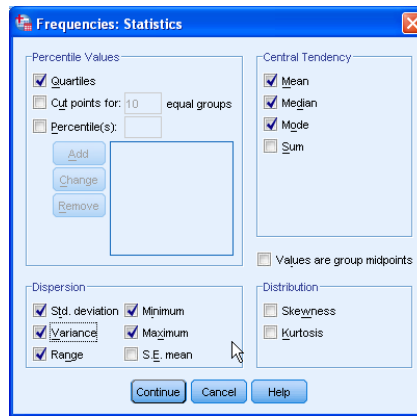 Frequencies: Statistics
Percentile Values
Quartiles
Cut points for: 10 equal groups
Percentile(s):
Add
Change
Remove
Central Tendency
Mean
Median
Mode
Sum
Values are group midpoints
Dispersion
Std. deviation Minimum
Variance Maximum
Range S.E. mean
Distribution
Skewness
Kurtosis
Continue Cancel Help